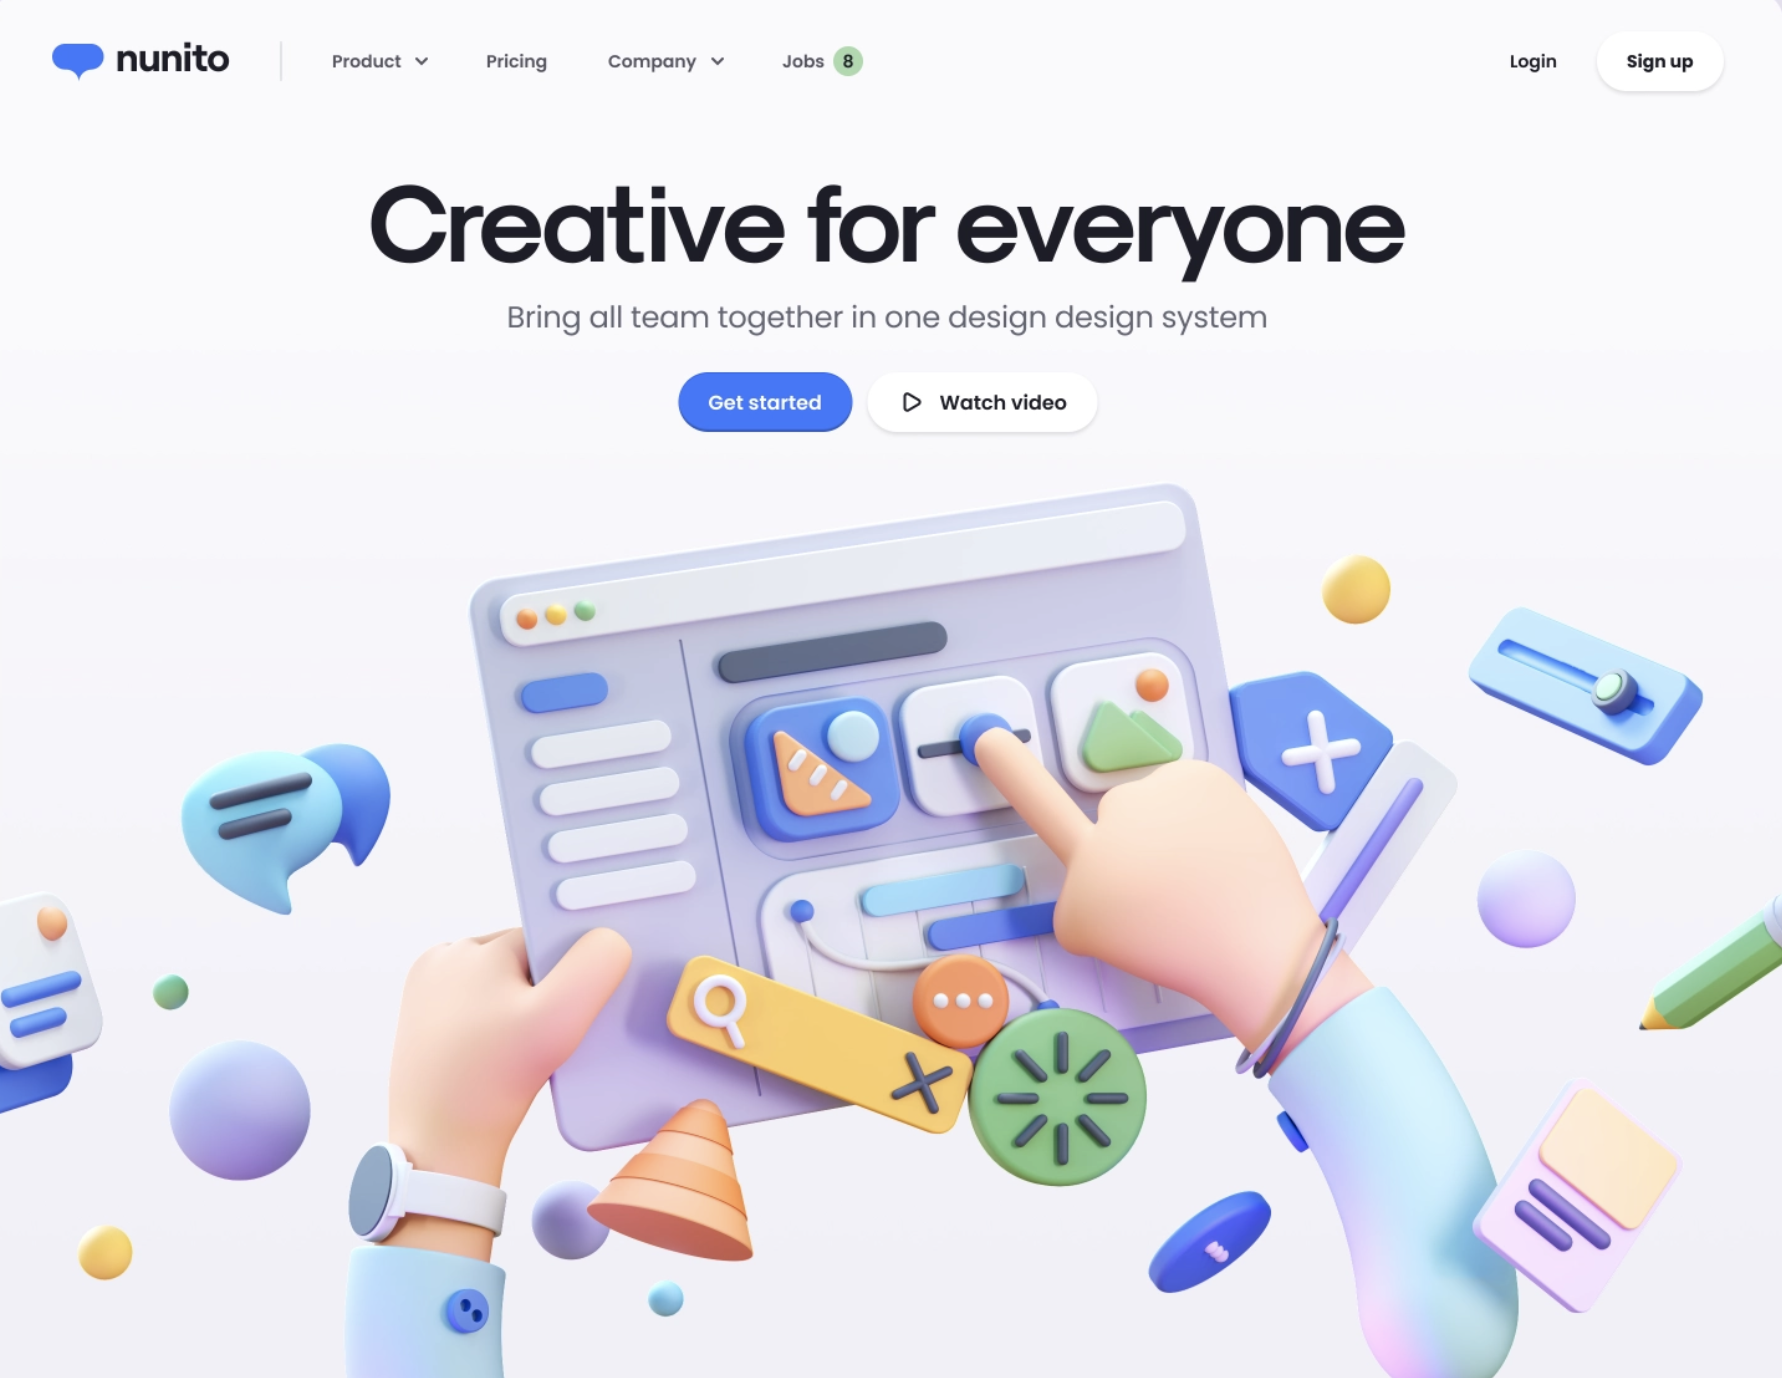 nunito
Product
Pricing
Company
Jobs 8
Login
Sign up
Creative for everyone
Bring all team together in one design design system
Get started
Watch video